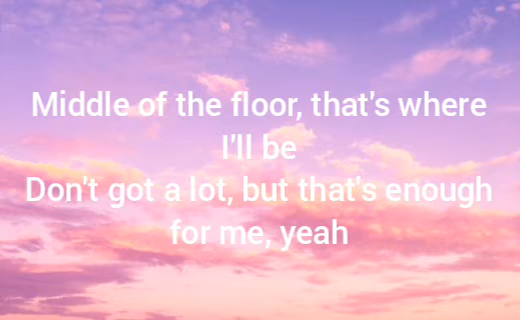 Middle of the floor, that's where
I'll be
Don't got a lot, but that's enough
for me, yeah